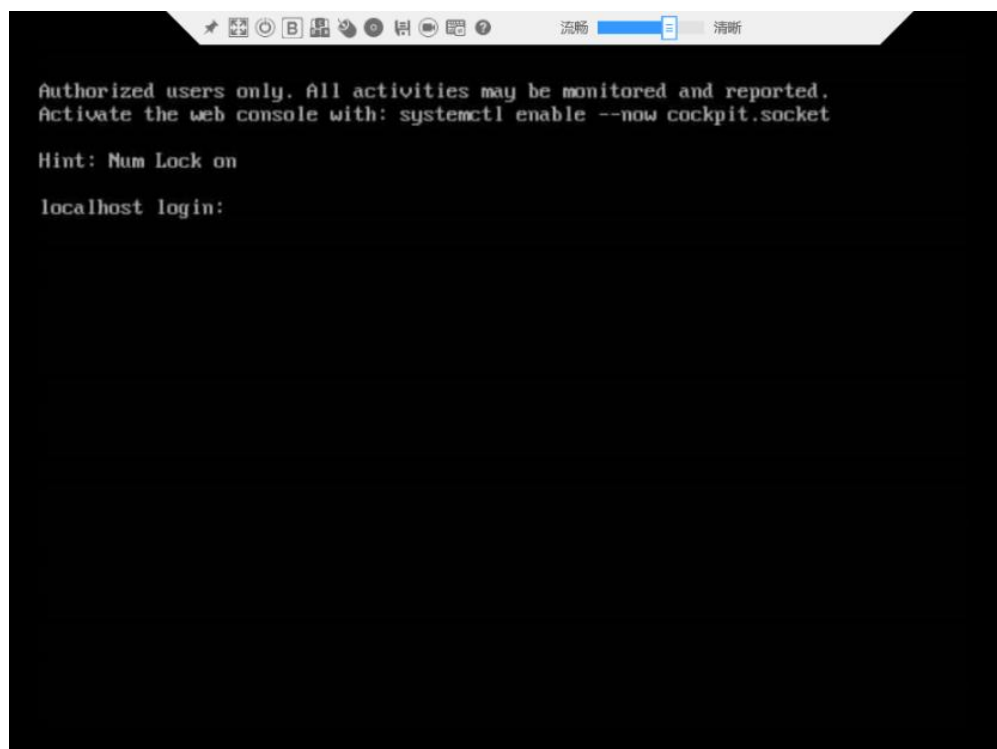 B 流畅 清晰
Authorized users only. All activities may be monitored and reported.
Activate the web console with: systemctl enable --now cockpit.socket
Hint: Num Lock on
localhost login: